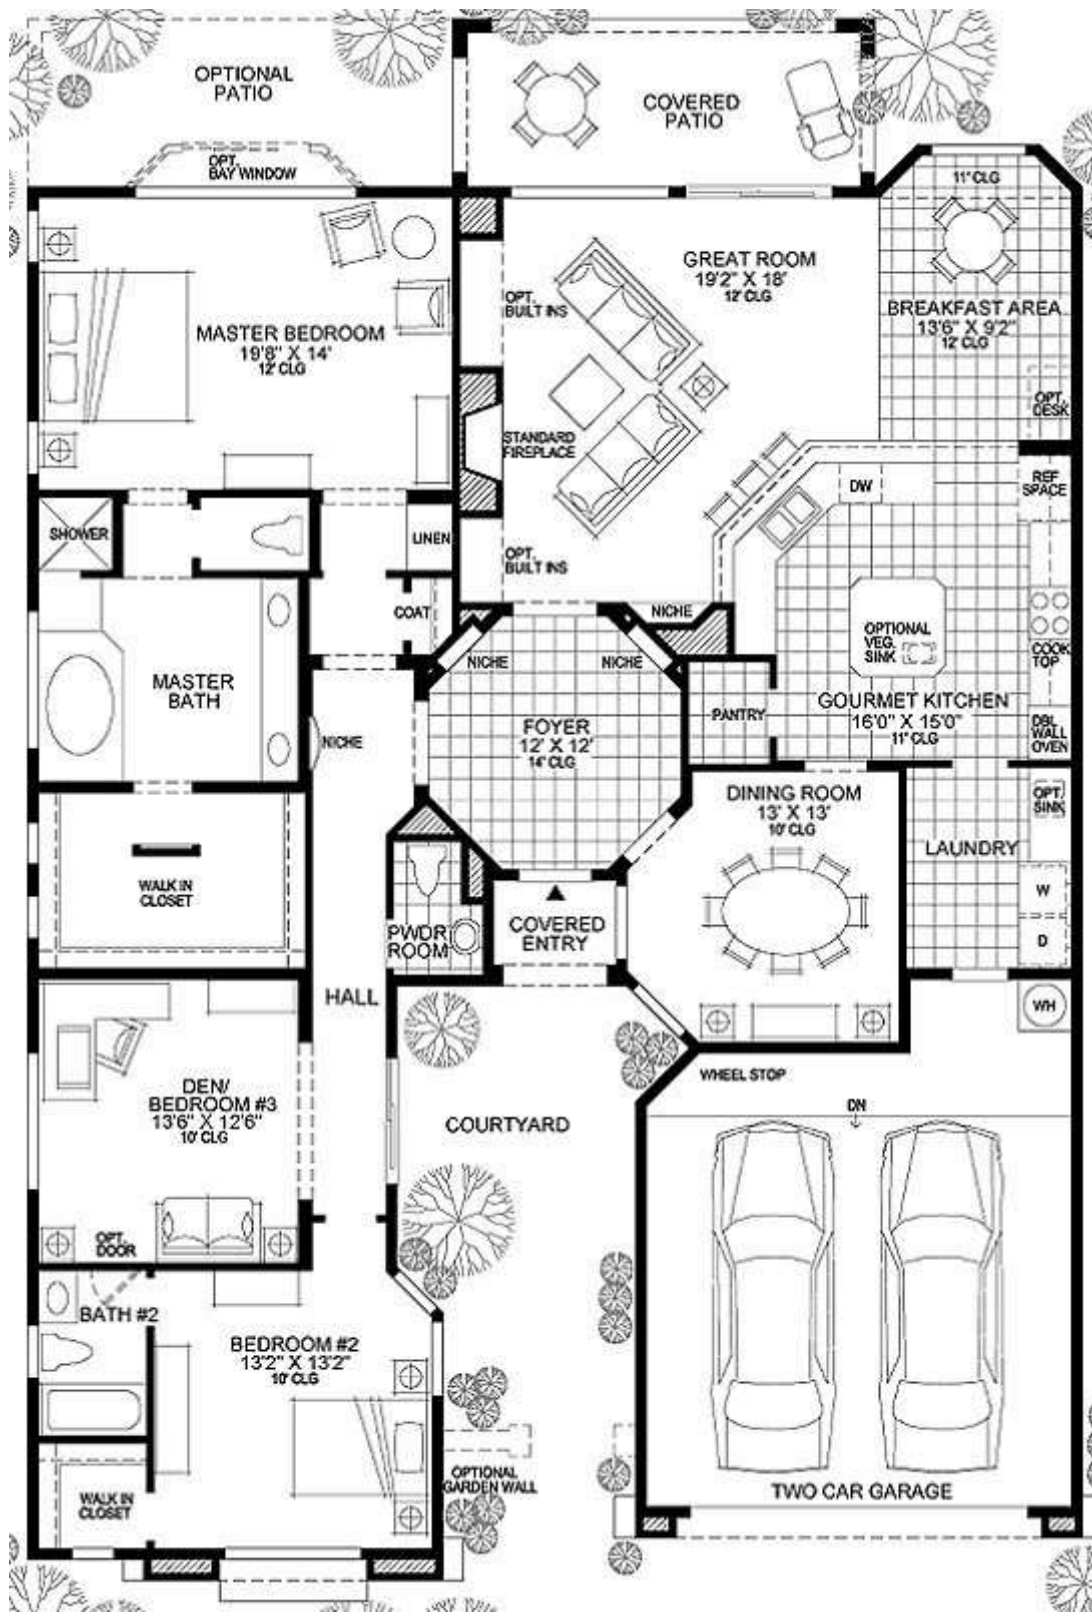 OPTIONAL
PATIO
COVERED
PATIO
OPT.
BAY WINDOW
11' CLG
GREAT ROOM
19'2" X 18'
12' CLG
OPT.
BUILT INS
BREAKFAST AREA
13'6" X 9'2"
12' CLG
MASTER BEDROOM
19'8" X 14'
12' CLG
OPT.
DESK
STANDARD
FIREPLACE
REF
SPACE
DW
SHOWER
LINEN
OPT.
BUILT INS
COAT
NICHE
OPTIONAL
VEG.
SINK
COOK
TOP
NICHE
NICHE
MASTER
BATH
GOURMET KITCHEN
16'0" X 15'0"
11' CLG
PANTRY
FOYER
12' X 12'
14' CLG
NICHE
DBL
WALL
OVEN
DINING ROOM
13' X 13'
10' CLG
OPT.
SINK
LAUNDRY
WALK IN
CLOSET
W
PWDR
ROOM
COVERED
ENTRY
D
HALL
WH
WHEEL STOP
DEN/
BEDROOM #3
13'6" X 12'6"
10' CLG
DN
COURTYARD
OPT.
DOOR
BATH #2
BEDROOM #2
13'2" X 13'2"
10' CLG
OPTIONAL
GARDEN WALL
TWO CAR GARAGE
WALK IN
CLOSET